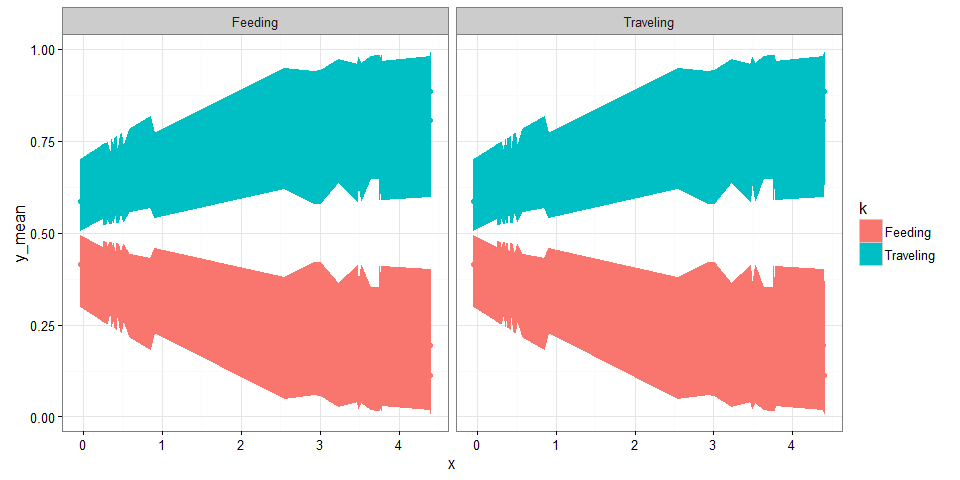 Feeding
Traveling
1.00
0.75
0.50
0.25
0.00
y_mean
0 1 2 3 4
0 1 2 3 4
x
k
Feeding
Traveling